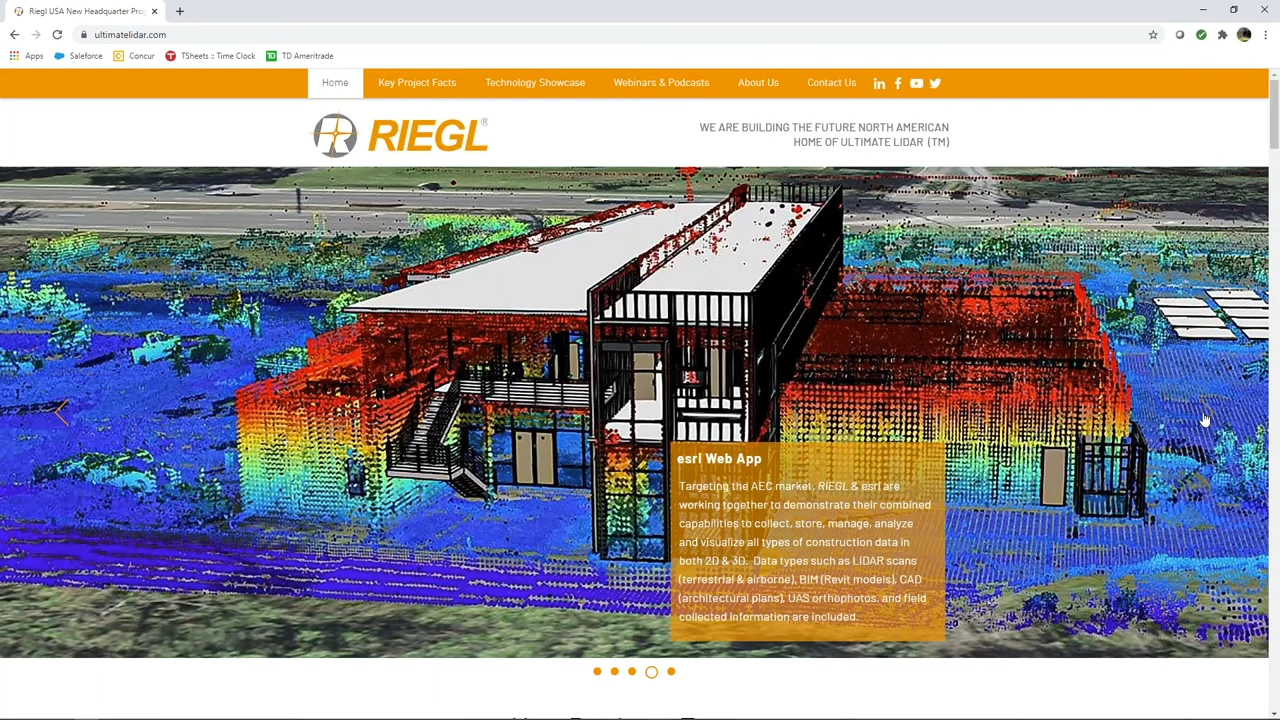 Riegl USA New Headquarter Prog
ultimatelidar.com
Apps
Saleforce
Concur
TSheets :: Time Clock
TD Ameritrade
Home
Key Project Facts
Technology Showcase
Webinars & Podcasts
About Us
Contact Us
RIEGL®
WE ARE BUILDING THE FUTURE NORTH AMERICAN
HOME OF ULTIMATE LIDAR (TM)
esri Web App
Targeting the AEC market, RIEGL & esri are
working together to demonstrate their combined
capabilities to collect, store, manage, analyze
and visualize all types of construction data in
both 2D & 3D. Data types such as LIDAR scans
(terrestrial & airborne), BIM (Revit models), CAD
(architectural plans), UAS orthophotos, and field
collected information are included.